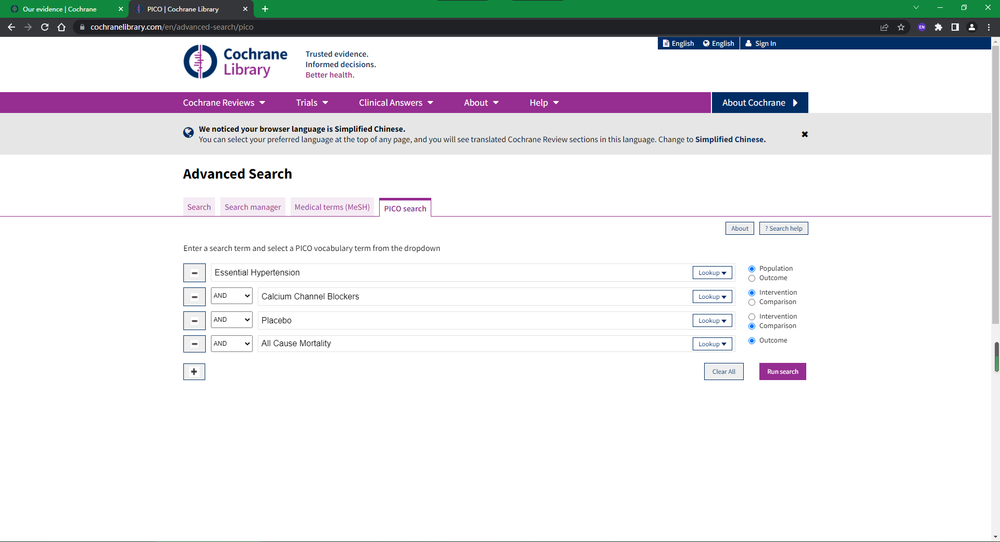 Our evidence | Cochrane
PICO | Cochrane Library
cochranelibrary.com/en/advanced-search/pico
EN
English
English
Sign In
Cochrane
Library
Trusted evidence.
Informed decisions.
Better health.
Cochrane Reviews
Trials
Clinical Answers
About
Help
About Cochrane
We noticed your browser language is Simplified Chinese.
You can select your preferred language at the top of any page, and you will see translated Cochrane Review sections in this language. Change to Simplified Chinese.
Advanced Search
Search
Search manager
Medical terms (MeSH)
PICO search
About
? Search help
Enter a search term and select a PICO vocabulary term from the dropdown
Essential Hypertension
Lookup
Population
Outcome
AND
Calcium Channel Blockers
Lookup
Intervention
Comparison
AND
Placebo
Lookup
Intervention
Comparison
AND
All Cause Mortality
Lookup
Outcome
Clear All
Run search